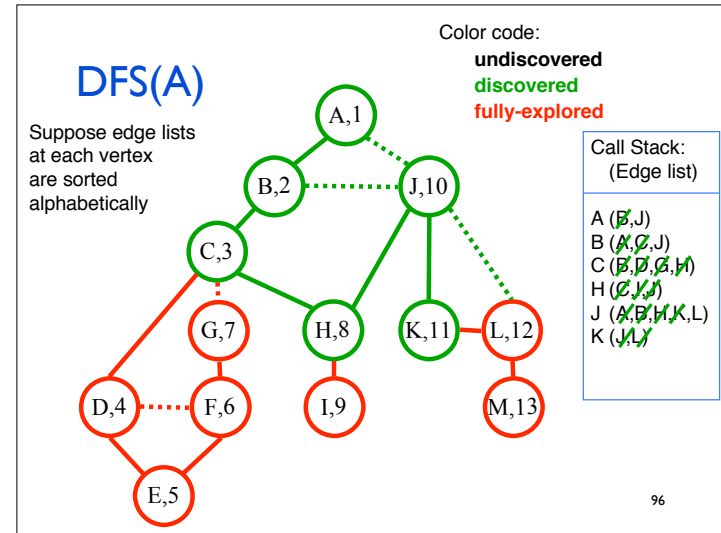 Color code:
undiscovered
discovered
fully-explored
DFS(A)
Suppose edge lists
at each vertex
are sorted
alphabetically
A,1
B,2
J,10
C,3
G,7
H,8
K,11
L,12
D,4
F,6
I,9
M,13
E,5
Call Stack:
(Edge list)
A (B,J)
B (A,C,J)
C (B,D,G,H)
H (C,I,J)
J (A,B,H,K,L)
K (J,L)
96